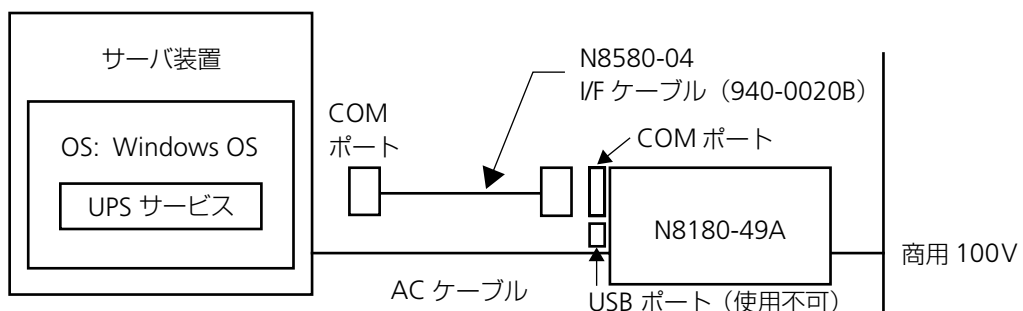 サーバ装置
OS: Windows OS
UPS サービス
COM
ポート
N8580-04
I/F ケーブル（940-0020B）
COM ポート
N8180-49A
商用 100V
AC ケーブル
USB ポート（使用不可）